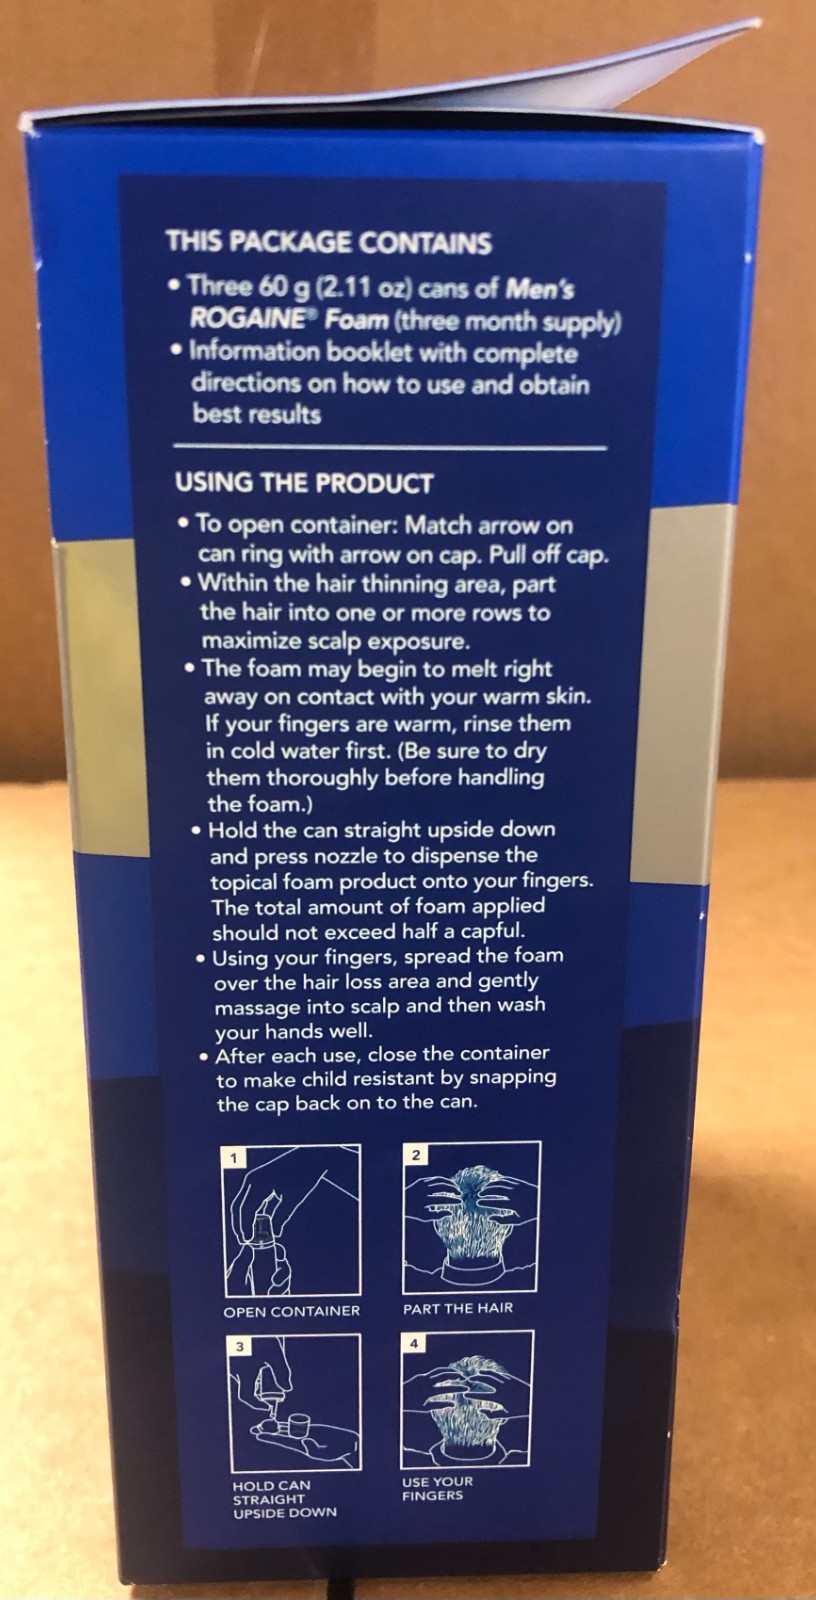 THIS PACKAGE CONTAINS
• Three 60 g (2.11 oz) cans of Men's
ROGAINE® Foam (three month supply)
• Information booklet with complete
directions on how to use and obtain
best results
USING THE PRODUCT
• To open container: Match arrow on
can ring with arrow on cap. Pull off cap.
• Within the hair thinning area, part
the hair into one or more rows to
maximize scalp exposure.
• The foam may begin to melt right
away on contact with your warm skin.
If your fingers are warm, rinse them
in cold water first. (Be sure to dry
them thoroughly before handling
the foam.)
• Hold the can straight upside down
and press nozzle to dispense the
topical foam product onto your fingers.
The total amount of foam applied
should not exceed half a capful.
• Using your fingers, spread the foam
over the hair loss area and gently
massage into scalp and then wash
your hands well.
• After each use, close the container
to make child resistant by snapping
the cap back on to the can.
1
OPEN CONTAINER
2
PART THE HAIR
3
HOLD CAN
STRAIGHT
UPSIDE DOWN
4
USE YOUR
FINGERS